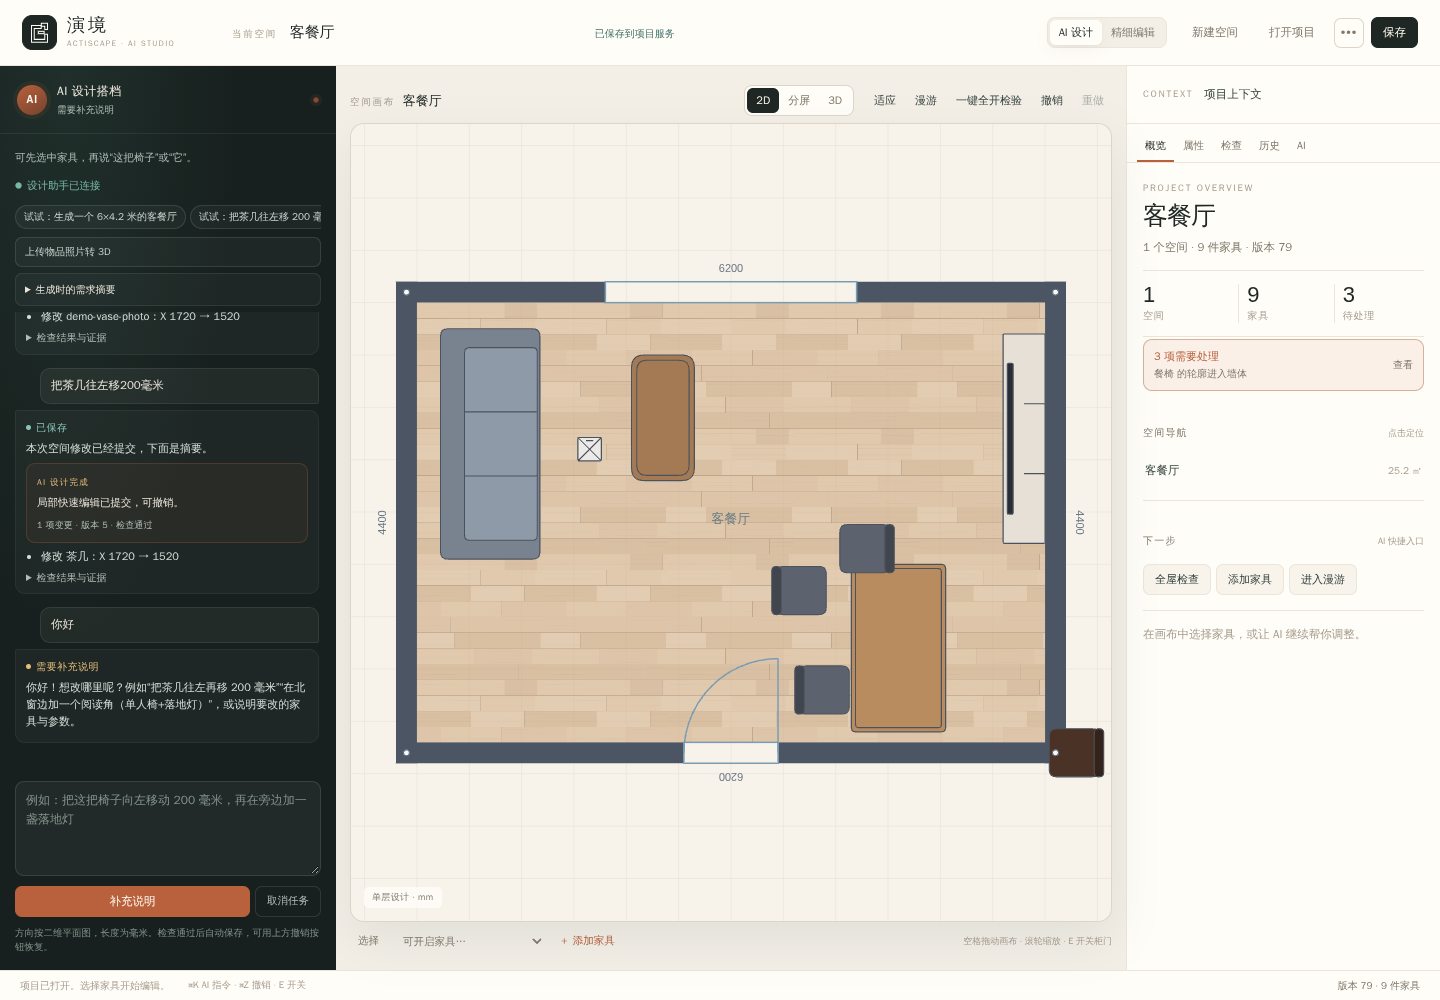 演境
ACTISCAPE · AI STUDIO
当前空间 客餐厅
已保存到项目服务
AI 设计 精细编辑 新建空间 打开项目 ••• 保存
AI
AI 设计搭档
需要补充说明
可先选中家具，再说“这把椅子”或“它”。
设计助手已连接
试试：生成一个 6×4.2 米的客餐厅 试试：把茶几往左移 200 毫
上传物品照片转 3D
▸ 生成时的需求摘要
• 修改 demo-vase-photo：X 1720 → 1520
▸ 检查结果与证据
把茶几往左移200毫米
已保存
本次空间修改已经提交，下面是摘要。
AI 设计完成
局部快速编辑已提交，可撤销。
1 项变更 · 版本 5 · 检查通过
• 修改 茶几：X 1720 → 1520
▸ 检查结果与证据
你好
需要补充说明
你好！想改哪里呢？例如“把茶几往左再移 200 毫米”“在北
窗边加一个阅读角（单人椅+落地灯）”，或说明要改的家
具与参数。
例如：把这把椅子向左移动 200 毫米，再在旁边加一
盏落地灯
补充说明 取消任务
方向按二维平面图，长度为毫米。检查通过后自动保存，可用上方撤销按
钮恢复。
空间画布 客餐厅
2D 分屏 3D 适应 漫游 一键全开检验 撤销 重做
6200
4400
客餐厅
4400
6200
单层设计 · mm
选择 可开启家具… ＋ 添加家具
空格拖动画布 · 滚轮缩放 · E 开关柜门
CONTEXT 项目上下文
概览 属性 检查 历史 AI
PROJECT OVERVIEW
客餐厅
1 个空间 · 9 件家具 · 版本 79
1 9 3
空间 家具 待处理
3 项需要处理
餐椅 的轮廓进入墙体
查看
空间导航 点击定位
客餐厅 25.2 ㎡
下一步 AI 快捷入口
全屋检查 添加家具 进入漫游
在画布中选择家具，或让 AI 继续帮你调整。
项目已打开。选择家具开始编辑。 ⌘K AI 指令 · ⌘Z 撤销 · E 开关
版本 79 · 9 件家具